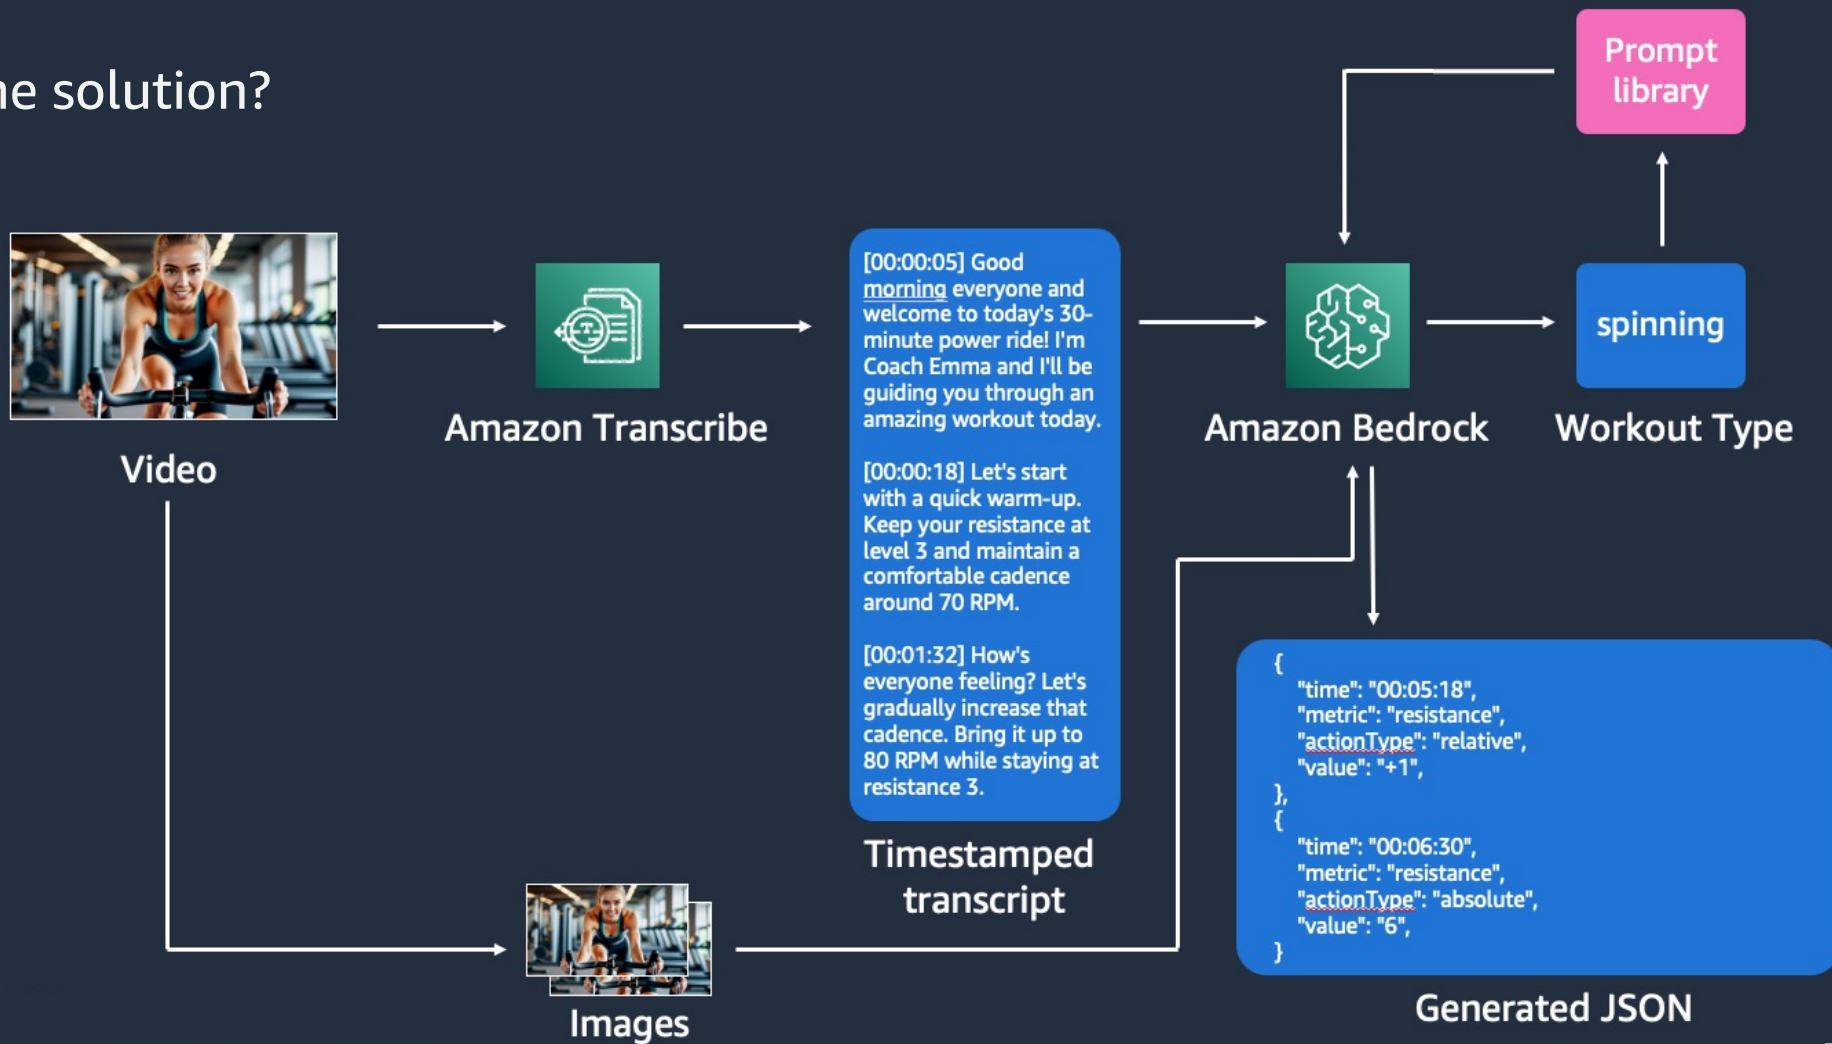 ne solution?
Prompt
library
[00:00:05] Good
morning everyone and
welcome to today's 30-
minute power ride! I'm
Coach Emma and I'll be
guiding you through an
amazing workout today.
[00:00:18] Let's start
with a quick warm-up.
Keep your resistance at
level 3 and maintain a
comfortable cadence
around 70 RPM.
[00:01:32] How's
everyone feeling? Let's
gradually increase that
cadence. Bring it up to
80 RPM while staying at
resistance 3.
spinning
Video
Amazon Transcribe
Timestamped
transcript
Amazon Bedrock
Workout Type
{
"time": "00:05:18",
"metric": "resistance",
"actionType": "relative",
"value": "+1",
},
{
"time": "00:06:30",
"metric": "resistance",
"actionType": "absolute",
"value": "6",
}
Images
Generated JSON